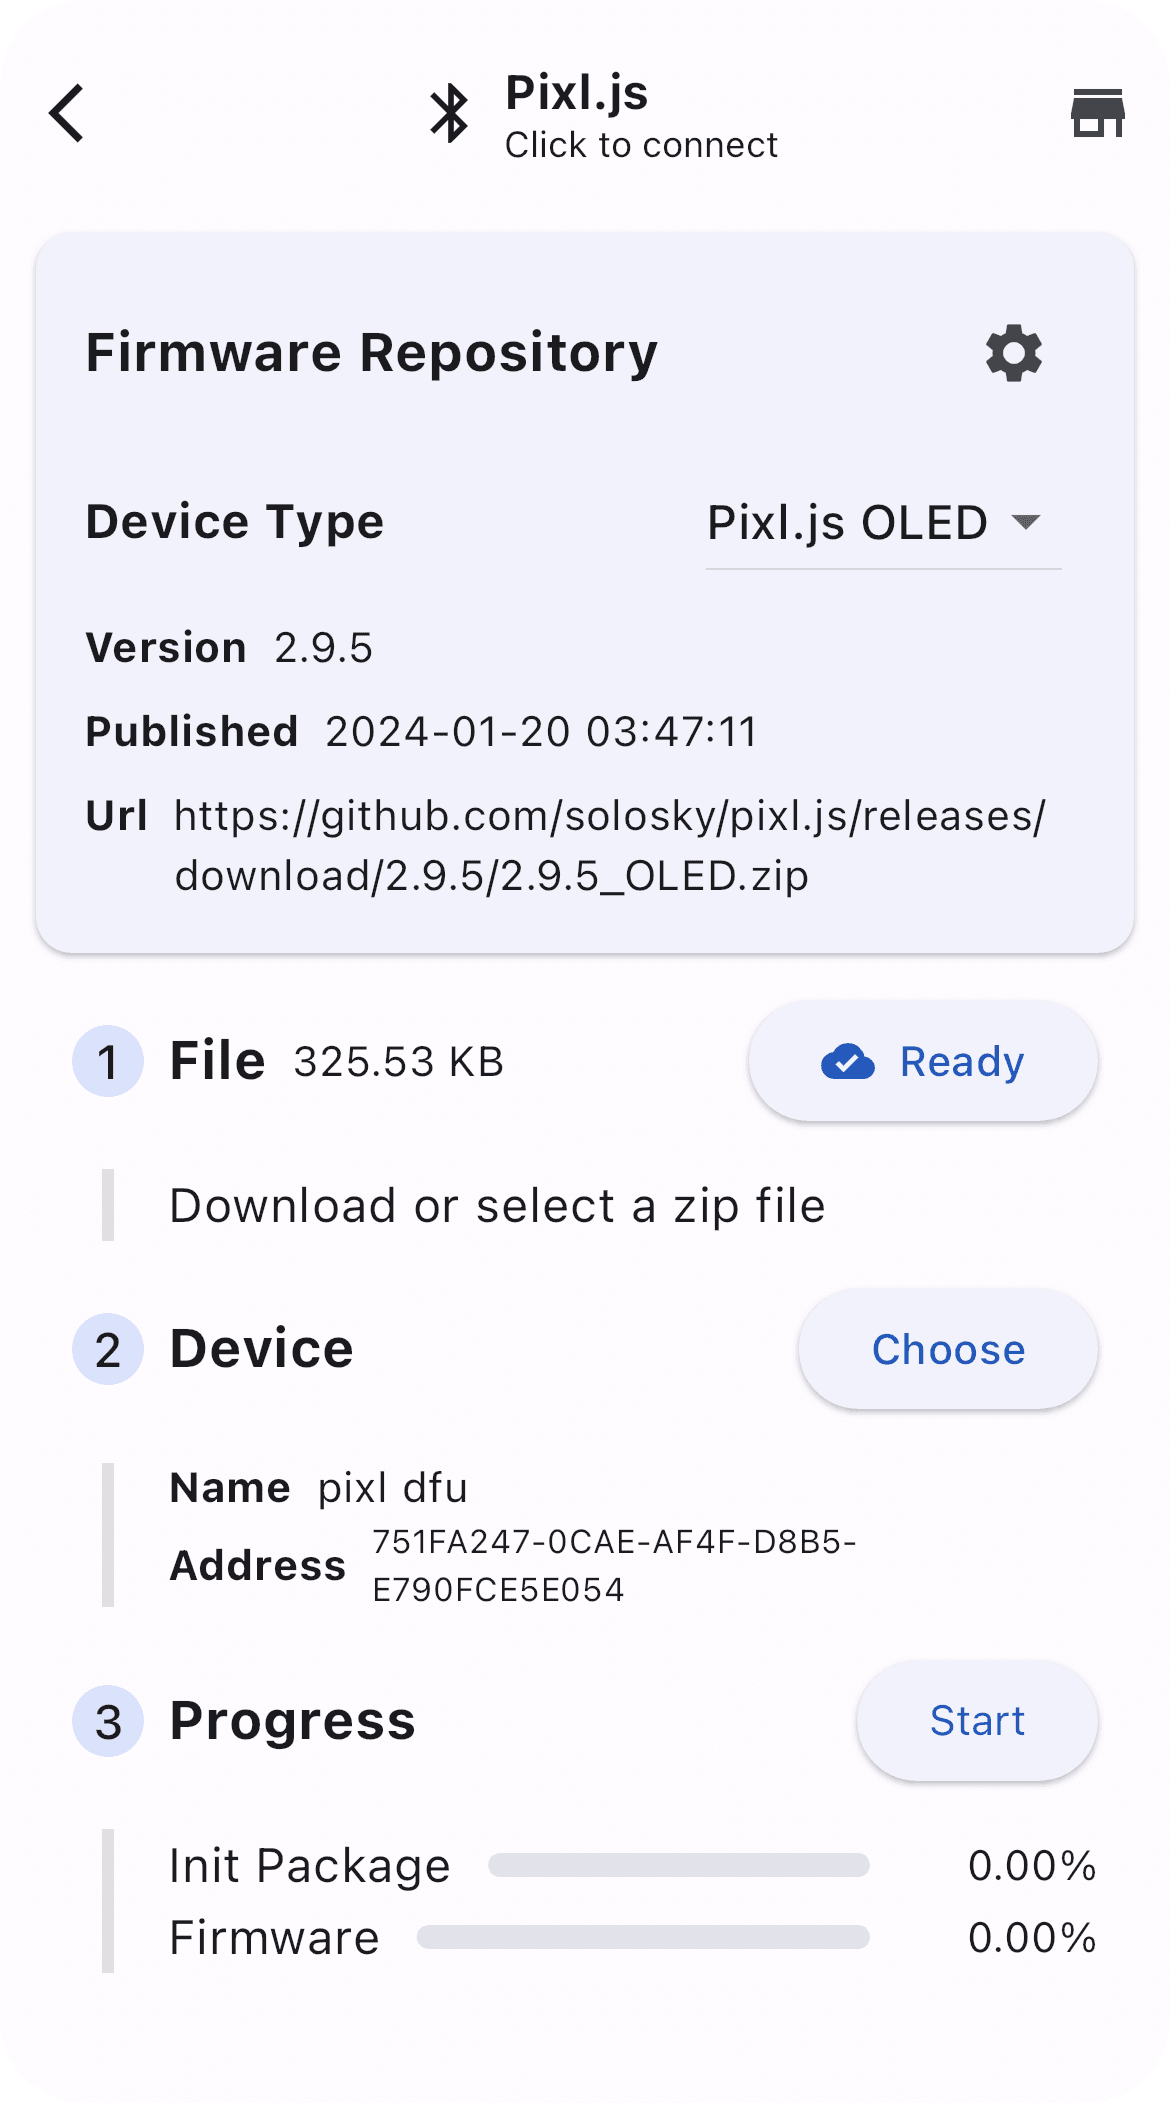 Pixl.js
Click to connect
Firmware Repository
Device Type Pixl.js OLED
Version 2.9.5
Published 2024-01-20 03:47:11
Url https://github.com/solosky/pixl.js/releases/
download/2.9.5/2.9.5_OLED.zip
1 File 325.53 KB Ready
Download or select a zip file
2 Device Choose
Name pixl dfu
Address 751FA247-0CAE-AF4F-D8B5-
E790FCE5E054
3 Progress Start
Init Package 0.00%
Firmware 0.00%